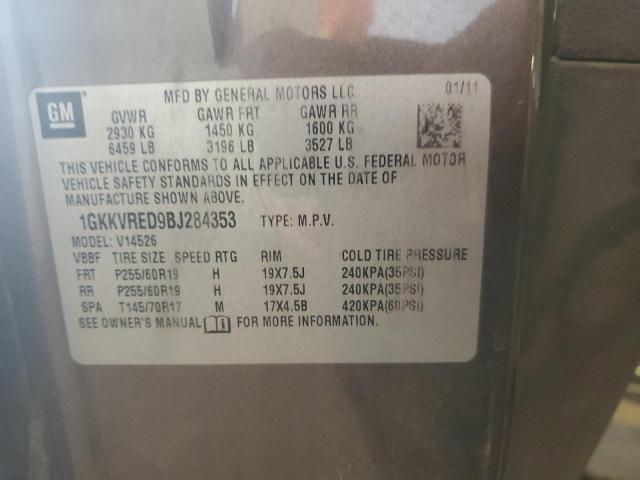 GM
MFD BY GENERAL MOTORS LLC 01/11
GVWR GAWR FRT GAWR RR
2930 KG 1450 KG 1600 KG
6459 LB 3196 LB 3527 LB
THIS VEHICLE CONFORMS TO ALL APPLICABLE U.S. FEDERAL MOTOR
VEHICLE SAFETY STANDARDS IN EFFECT ON THE DATE OF
MANUFACTURE SHOWN ABOVE.
1GKKVRED9BJ284353 TYPE: M.P.V.
MODEL: V14526
VBBF TIRE SIZE SPEED RTG RIM COLD TIRE PRESSURE
FRT P255/60R19 H 19X7.5J 240KPA(35PSI)
RR P255/60R19 H 19X7.5J 240KPA(35PSI)
SPA T145/70R17 M 17X4.5B 420KPA(60PSI)
SEE OWNER'S MANUAL FOR MORE INFORMATION.